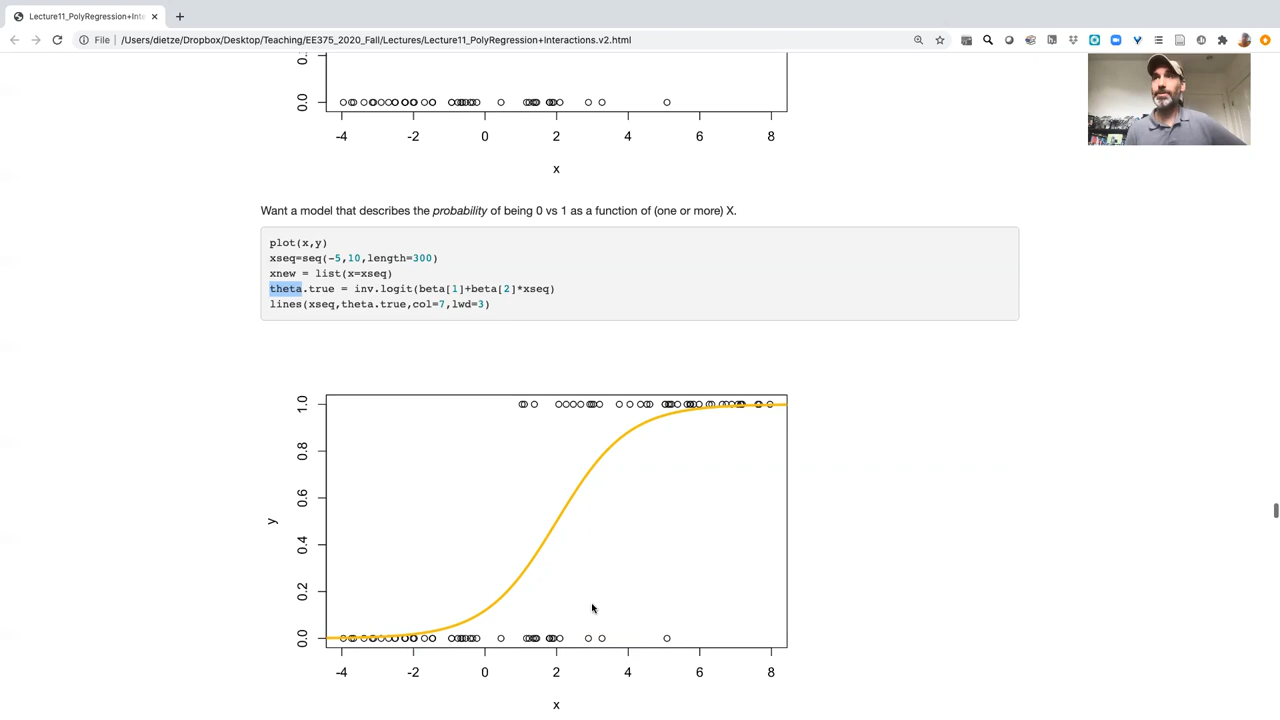 Lecture11_PolyRegression+Inte
File
/Users/dietze/Dropbox/Desktop/Teaching/EE375_2020_Fall/Lectures/Lecture11_PolyRegression+Interactions.v2.html
0.0
-4 -2 0 2 4 6 8
x
Want a model that describes the probability of being 0 vs 1 as a function of (one or more) X.
plot(x,y)
xseq=seq(-5,10,length=300)
xnew = list(x=xseq)
theta.true = inv.logit(beta[1]+beta[2]*xseq)
lines(xseq,theta.true,col=7,lwd=3)
1.0
0.8
0.6
y
0.4
0.2
0.0
-4 -2 0 2 4 6 8
x